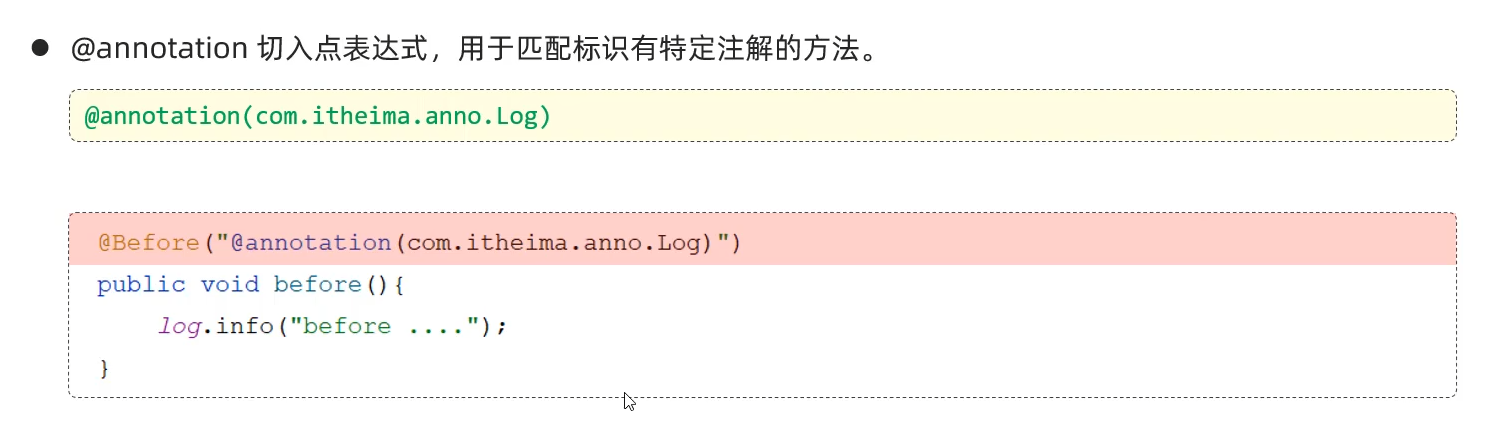 ● @annotation 切入点表达式，用于匹配标识有特定注解的方法。
@annotation(com.itheima.anno.Log)
@Before("@annotation(com.itheima.anno.Log)")
public void before(){
    log.info("before ....");
}